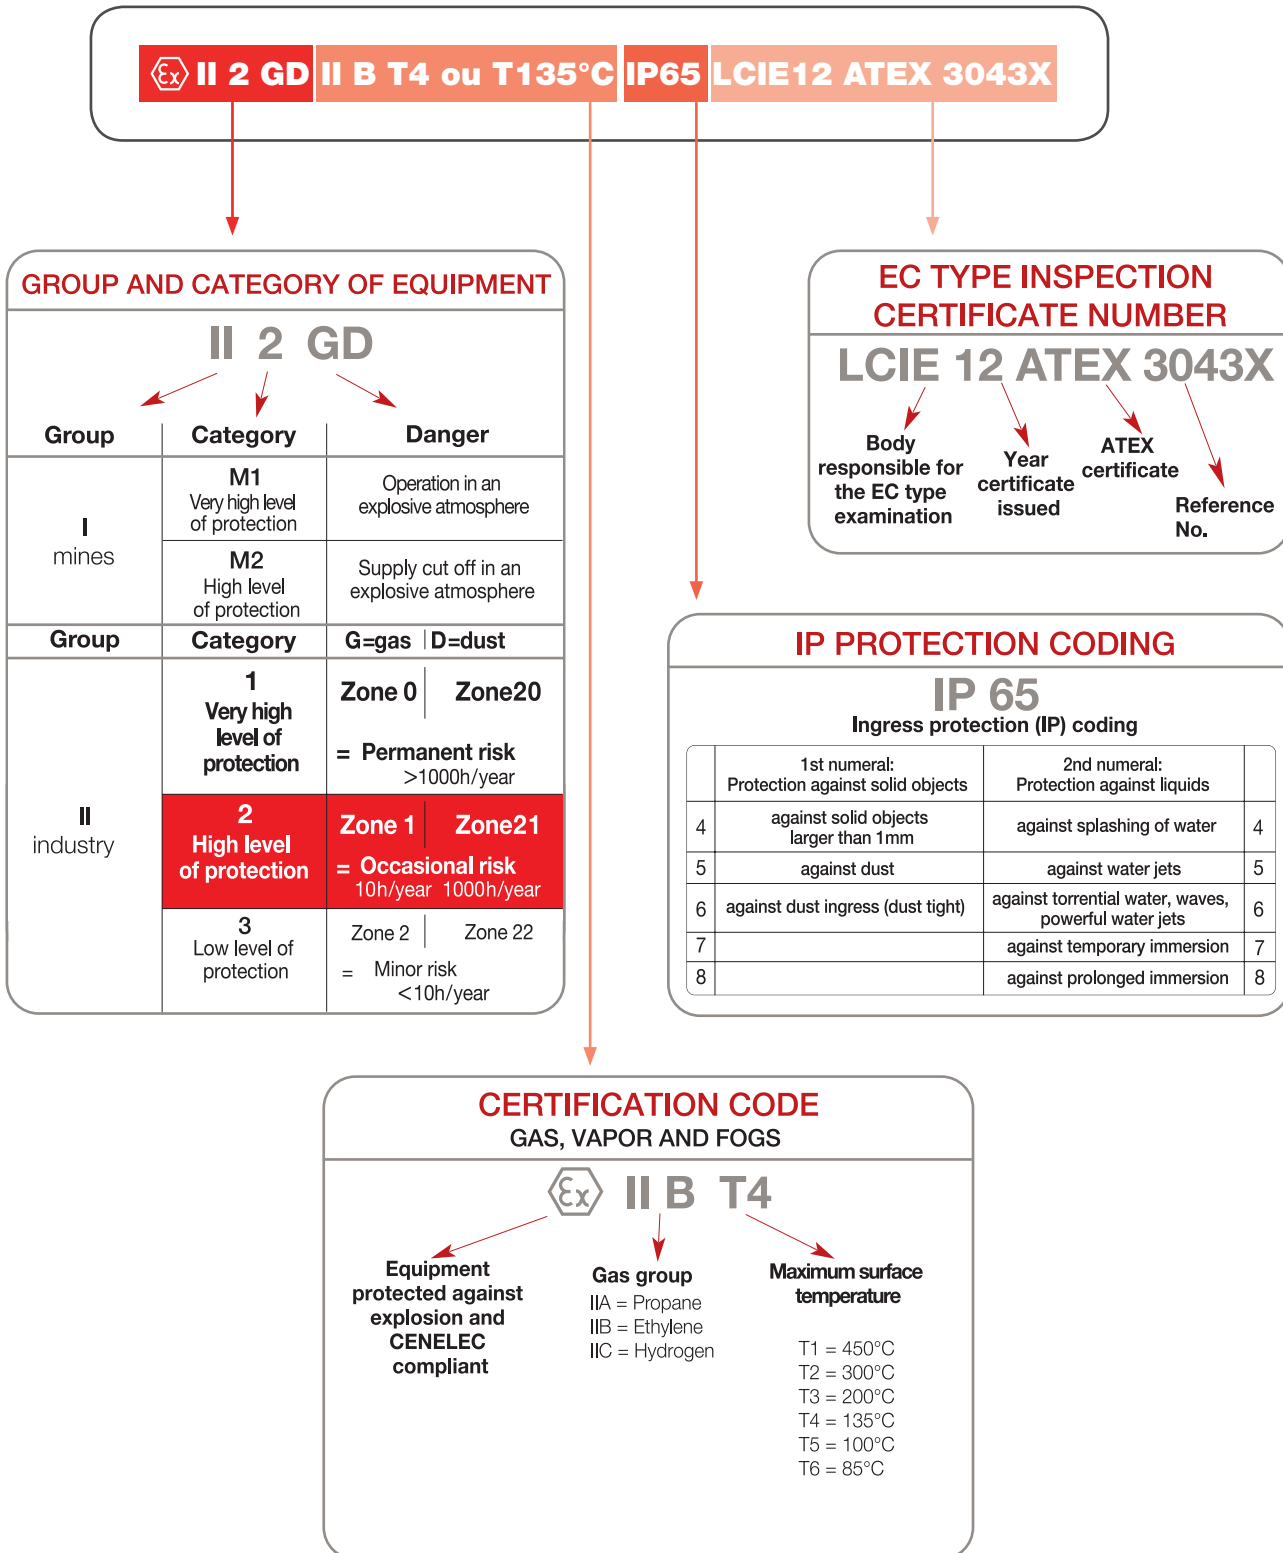 Ex II 2 GD II B T4 ou T135°C IP65 LCIE12 ATEX 3043X
GROUP AND CATEGORY OF EQUIPMENT
II 2 GD
Group Category Danger
I
mines
M1
Very high level
of protection
Operation in an
explosive atmosphere
M2
High level
of protection
Supply cut off in an
explosive atmosphere
Group Category G=gas D=dust
II
industry
1
Very high
level of
protection
Zone 0 Zone20
= Permanent risk
>1000h/year
2
High level
of protection
Zone 1 Zone21
= Occasional risk
10h/year 1000h/year
3
Low level of
protection
Zone 2 Zone 22
= Minor risk
<10h/year
EC TYPE INSPECTION
CERTIFICATE NUMBER
LCIE 12 ATEX 3043X
Body
responsible for
the EC type
examination
Year
certificate
issued
ATEX
certificate
Reference
No.
IP PROTECTION CODING
IP 65
Ingress protection (IP) coding
1st numeral:
Protection against solid objects
2nd numeral:
Protection against liquids
4 against solid objects
larger than 1mm
against splashing of water 4
5 against dust against water jets 5
6 against dust ingress (dust tight)
against torrential water, waves,
powerful water jets 6
7 against temporary immersion 7
8 against prolonged immersion 8
CERTIFICATION CODE
GAS, VAPOR AND FOGS
Ex II B T4
Equipment
protected against
explosion and
CENELEC
compliant
Gas group
IIA = Propane
IIB = Ethylene
IIC = Hydrogen
Maximum surface
temperature
T1 = 450°C
T2 = 300°C
T3 = 200°C
T4 = 135°C
T5 = 100°C
T6 = 85°C